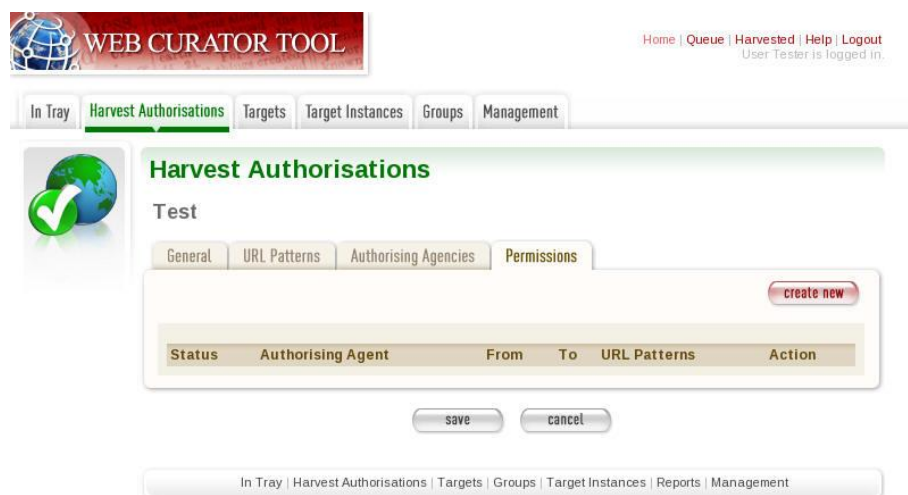 WEB CURATOR TOOL
Home | Queue | Harvested | Help | Logout
User Tester is logged in.
In Tray Harvest Authorisations Targets Target Instances Groups Management
Harvest Authorisations
Test
General URL Patterns Authorising Agencies Permissions
create new
Status Authorising Agent From To URL Patterns Action
save cancel
In Tray | Harvest Authorisations | Targets | Groups | Target Instances | Reports | Management